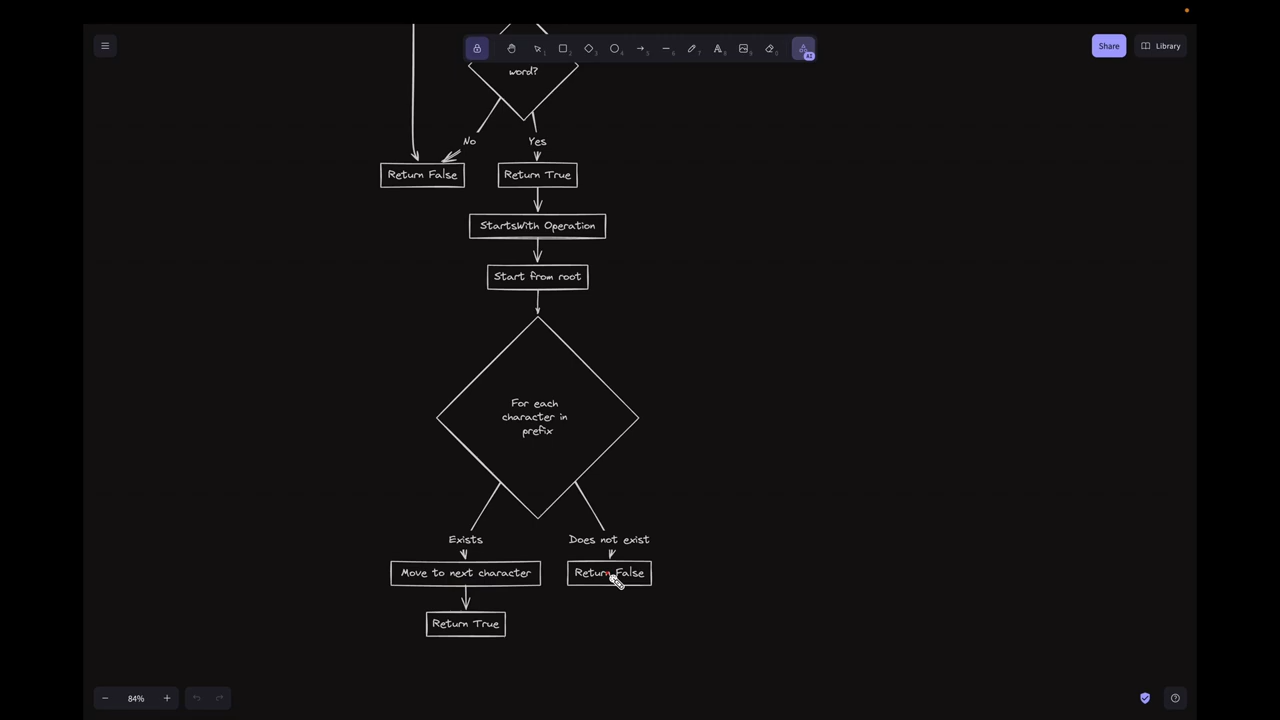 Share
Library
word?
No
Yes
Return False
Return True
StartsWith Operation
Start from root
For each
character in
prefix
Exists
Does not exist
Move to next character
Return False
Return True
84%